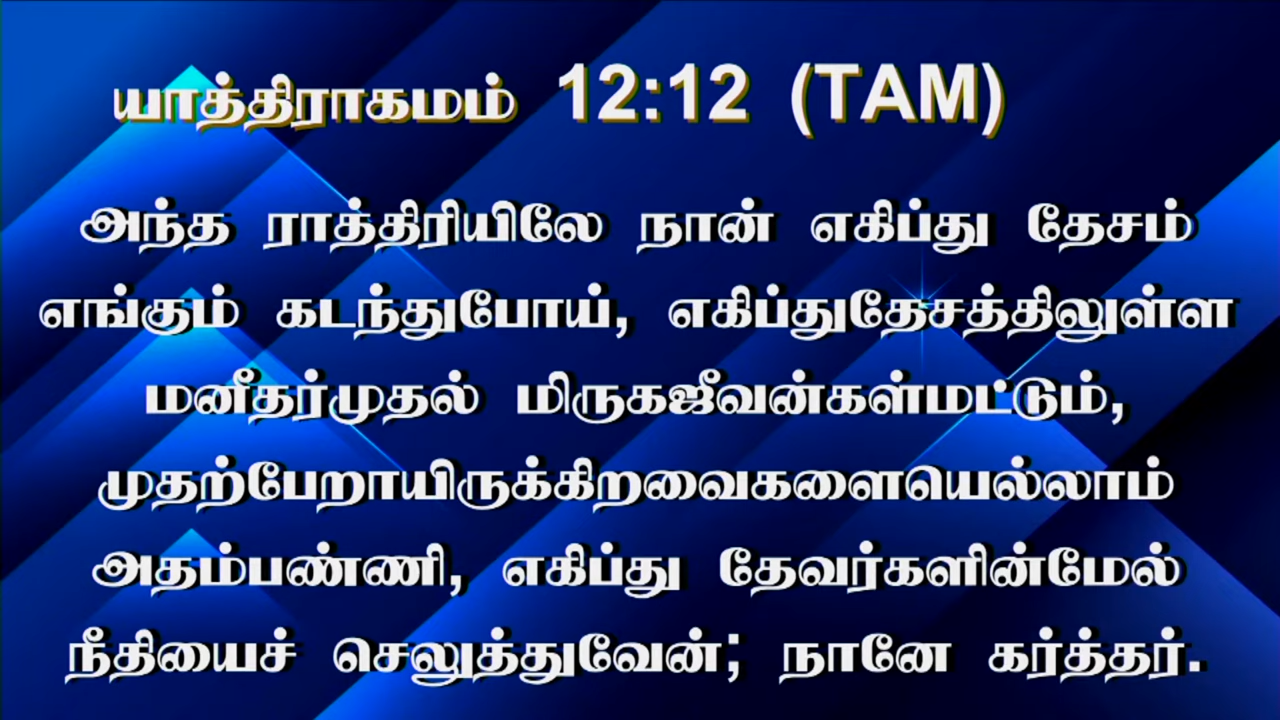 யாத்திராகமம் 12:12 (TAM)
அந்த ராத்திரியிலே நான் எகிப்து தேசம்
எங்கும் கடந்துபோய், எகிப்துதேசத்திலுள்ள
மனீதர்முதல் மிருகஜீவன்கள்மட்டும்,
முதற்பேறாயிருக்கிறவைகளையெல்லாம்
அதம்பண்ணி, எகிப்து தேவர்களின்மேல்
நீதியைச் செலுத்துவேன்; நானே கர்த்தர்.